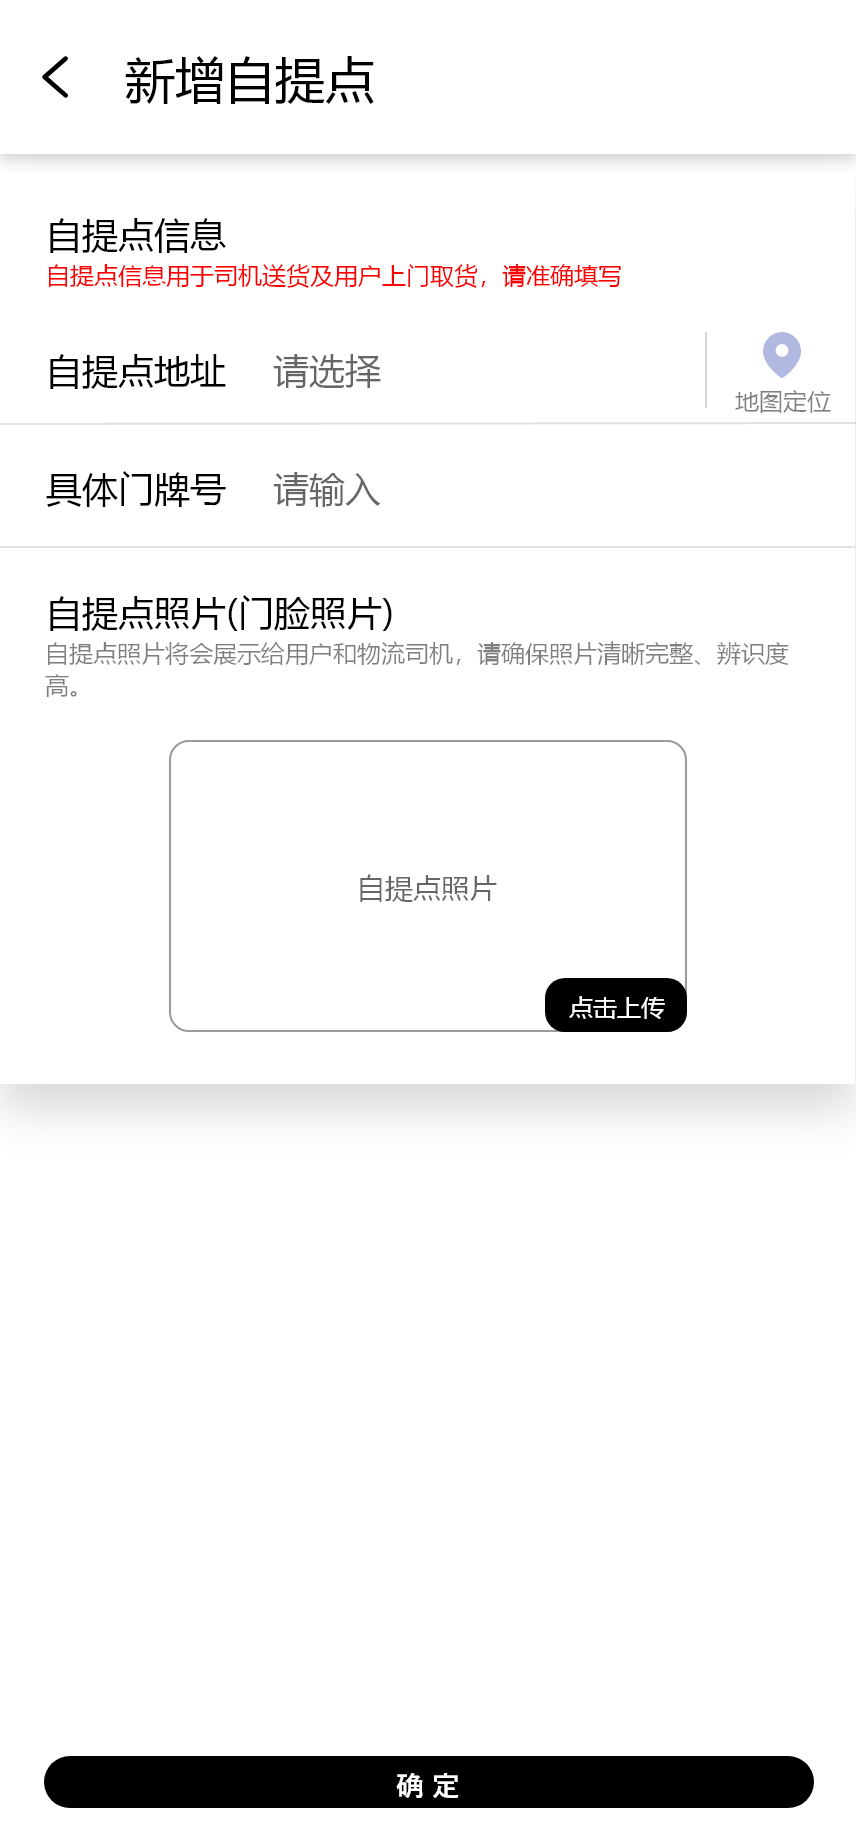 新增自提点
自提点信息
自提点信息用于司机送货及用户上门取货，请准确填写
自提点地址 请选择
地图定位
具体门牌号 请输入
自提点照片(门脸照片)
自提点照片将会展示给用户和物流司机，请确保照片清晰完整、辨识度
高。
自提点照片
点击上传
确 定